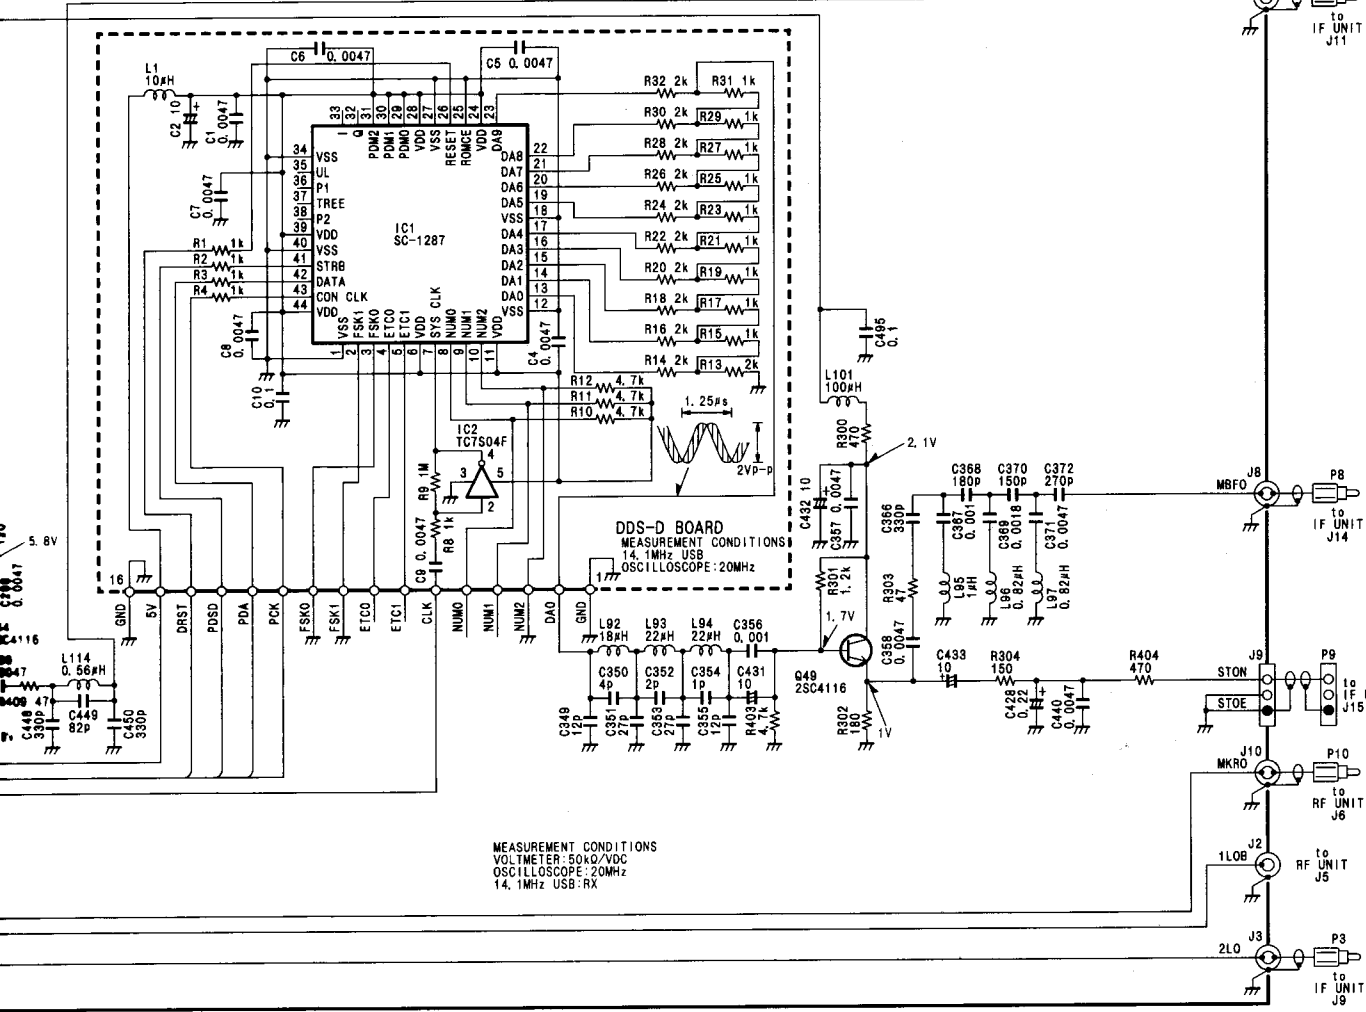 to
IF UNIT
J11
C6 0.0047
C5 0.0047
L1
10μH
C2 10
+
C1
0.0047
R32 2k
R31 1k
R30 2k
R29 1k
R28 2k
R27 1k
R26 2k
R25 1k
R24 2k
R23 1k
R22 2k
R21 1k
R20 2k
R19 1k
R18 2k
R17 1k
R16 2k
R15 1k
R14 2k
R13 2k
33
32
31
30
29
28
27
26
25
24
23
I
Q
PDM2
PDM1
PDM0
VDD
VSS
RESET
ROMCE
VDD
DA9
34 VSS
35 UL
36 P1
37 TREE
38 P2
39 VDD
40 VSS
41 STRB
42 DATA
43 CON CLK
44 VDD
IC1
SC-1287
DA8 22
DA7 21
DA6 20
DA5 19
VSS 18
DA4 17
DA3 16
DA2 15
DA1 14
DA0 13
VSS 12
VSS
FSK1
FSK0
ETC0
ETC1
VDD
SYS CLK
NUM0
NUM1
NUM2
VDD
1
2
3
4
5
6
7
8
9
10
11
C7
0.0047
R1 1k
R2 1k
R3 1k
R4 1k
C8
0.0047
C10
0.1
C4
0.0047
R12 4.7k
R11 4.7k
R10 4.7k
1.25μs
2Vp-p
IC2
TC7S04F
4
3
5
2
R9 1M
R8 1k
C9 0.0047
DDS-D BOARD
MEASUREMENT CONDITIONS
14.1MHz USB
OSCILLOSCOPE:20MHz
16
1
GND
5V
DRST
PDSD
PDA
PCK
FSK0
FSK1
ETC0
ETC1
CLK
NUM0
NUM1
NUM2
DA0
GND
5.8V
0.0047
C4116
L114
0.56μH
47
C448
330P
C449
82P
C450
330P
C495
0.1
L101
100μH
R300
470
2.1V
C432 10
+
C357 0.0047
R301
1.2k
1.7V
Q49
2SC4116
1V
R302
180
L92
18μH
L93
22μH
L94
22μH
C356
0.001
C350
4P
C352
2P
C354
1P
C431
10
C349
12P
C351
27P
C353
27P
C355
12P
R403
4.7k
C366
330P
R303
47
C358
0.0047
C368
180P
C370
150P
C372
270P
C367
0.001
C369
0.0018
C371
0.0047
L95
1μH
L96
0.82μH
L97
0.82μH
C433
10
+
R304
150
C428
0.22
+
C440
0.0047
R404
470
MBFO
J8
P8
to
IF UNIT
J14
J9
P9
STON
STOE
to
J15
J10
MKRO
P10
to
RF UNIT
J6
J2
1LOB
to
RF UNIT
J5
J3
2LO
P3
to
IF UNIT
J9
MEASUREMENT CONDITIONS
VOLTMETER:50kΩ/VDC
OSCILLOSCOPE:20MHz
14.1MHz USB:RX